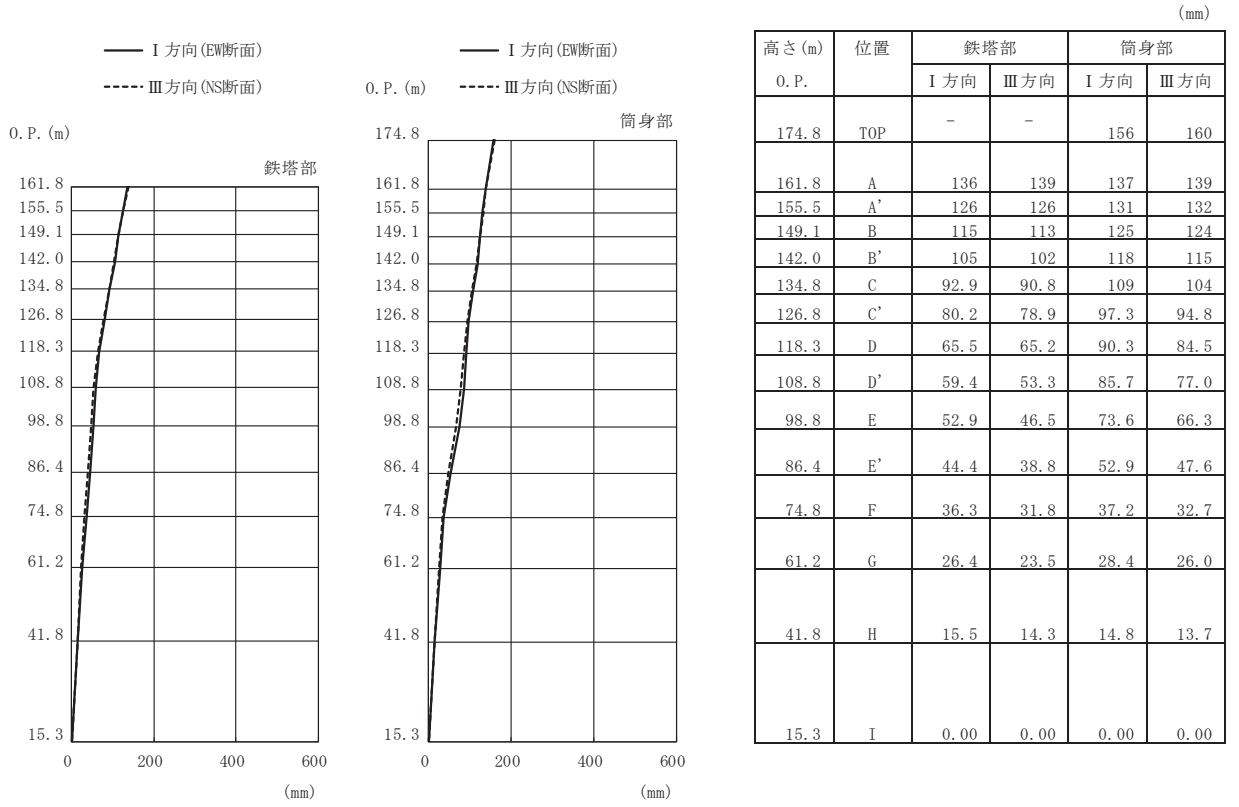 Ⅰ方向(EW断面)
Ⅲ方向(NS断面)
O.P.(m)
鉄塔部
161.8
155.5
149.1
142.0
134.8
126.8
118.3
108.8
98.8
86.4
74.8
61.2
41.8
15.3
0 200 400 600
(mm)
Ⅰ方向(EW断面)
O.P.(m) Ⅲ方向(NS断面)
筒身部
174.8
161.8
155.5
149.1
142.0
134.8
126.8
118.3
108.8
98.8
86.4
74.8
61.2
41.8
15.3
0 200 400 600
(mm)
(mm)
高さ(m) 位置 鉄塔部 筒身部
O.P. Ⅰ方向 Ⅲ方向 Ⅰ方向 Ⅲ方向
174.8 TOP − − 156 160
161.8 A 136 139 137 139
155.5 A' 126 126 131 132
149.1 B 115 113 125 124
142.0 B' 105 102 118 115
134.8 C 92.9 90.8 109 104
126.8 C' 80.2 78.9 97.3 94.8
118.3 D 65.5 65.2 90.3 84.5
108.8 D' 59.4 53.3 85.7 77.0
98.8 E 52.9 46.5 73.6 66.3
86.4 E' 44.4 38.8 52.9 47.6
74.8 F 36.3 31.8 37.2 32.7
61.2 G 26.4 23.5 28.4 26.0
41.8 H 15.5 14.3 14.8 13.7
15.3 I 0.00 0.00 0.00 0.00